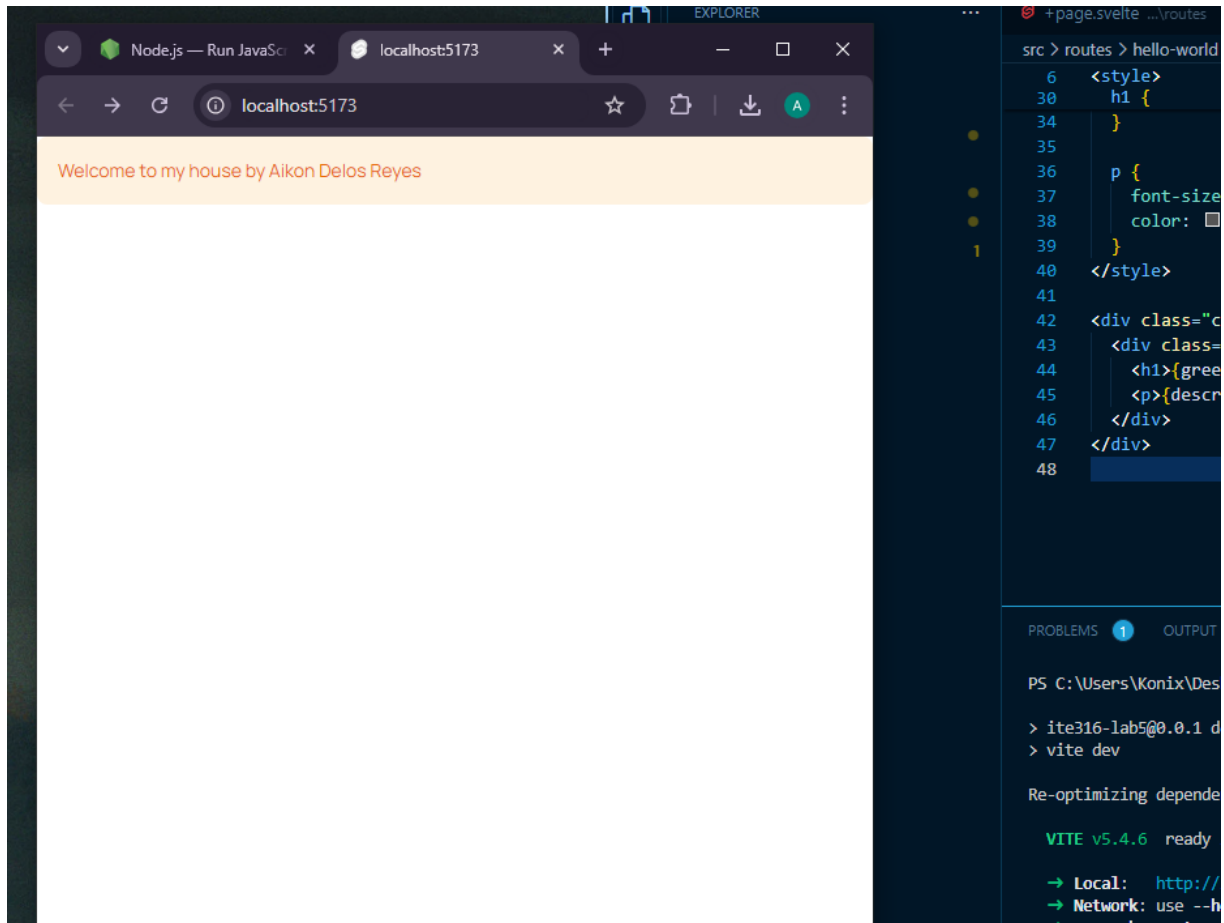 EXPLORER
···
+page.svelte ...\routes
Node.js — Run JavaSc
localhost:5173
src > routes > hello-world
localhost:5173
A
Welcome to my house by Aikon Delos Reyes
1
6 <style>
30 h1 {
34 }
35
36 p {
37 font-size
38 color:
39 }
40 </style>
41
42 <div class="c
43 <div class=
44 <h1>{gree
45 <p>{descr
46 </div>
47 </div>
48
PROBLEMS 1 OUTPUT
PS C:\Users\Konix\Des
> ite316-lab5@0.0.1 d
> vite dev
Re-optimizing depende
VITE v5.4.6 ready
➜ Local: http://
➜ Network: use --h